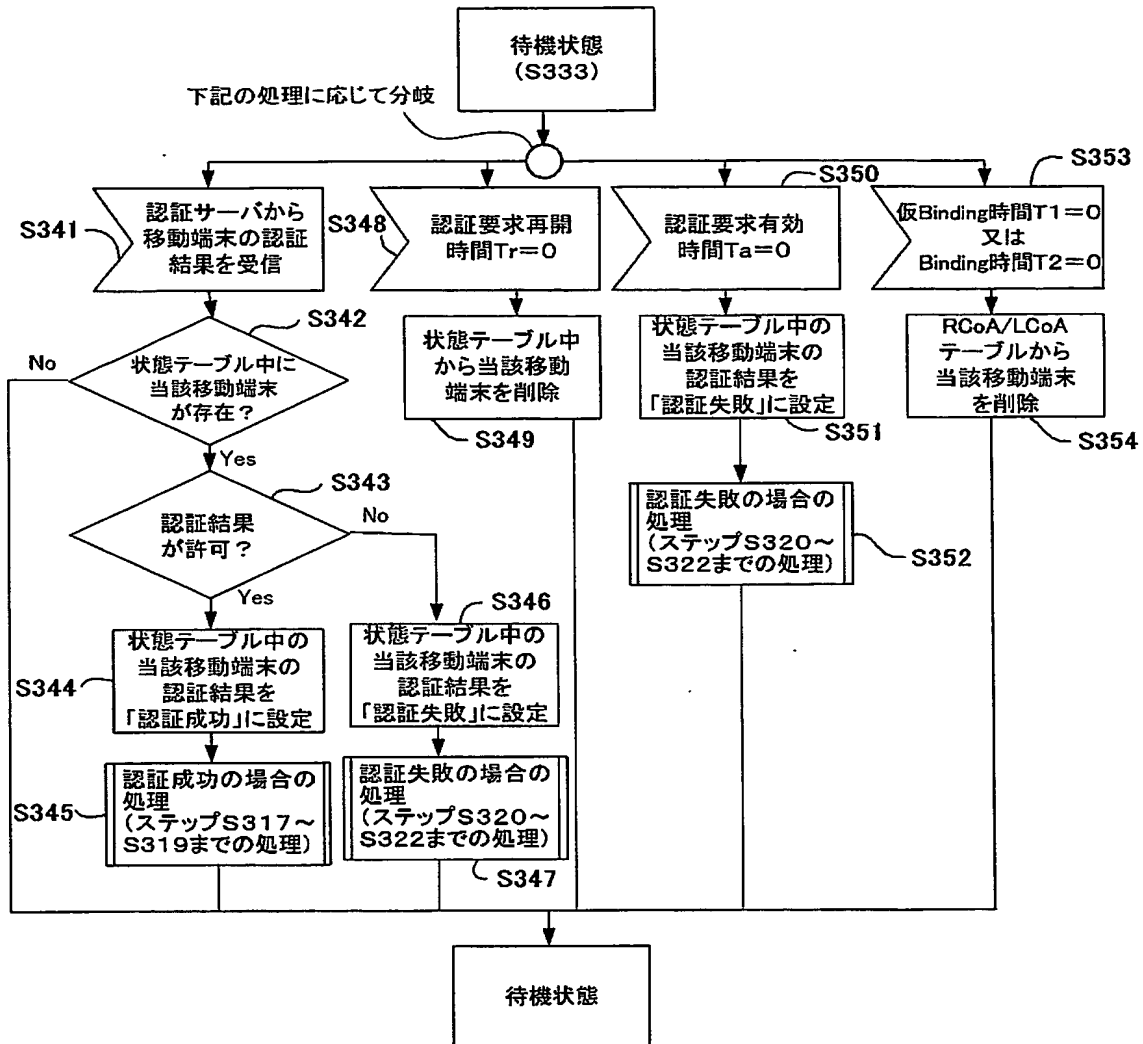 待機状態
(S333)
下記の処理に応じて分岐
S341
認証サーバから
移動端末の認証
結果を受信
S348
認証要求再開
時間Tr=0
S350
認証要求有効
時間Ta=0
S353
仮Binding時間T1=0
又は
Binding時間T2=0
S342
No
状態テーブル中に
当該移動端末
が存在?
Yes
状態テーブル中
から当該移動
端末を削除
S349
状態テーブル中の
当該移動端末の
認証結果を
「認証失敗」に設定
S351
RCoA/LCoA
テーブルから
当該移動端末
を削除
S354
S343
認証結果
が許可?
No
Yes
認証失敗の場合の
処理
(ステップS320~
S322までの処理)
S352
S344
状態テーブル中の
当該移動端末の
認証結果を
「認証成功」に設定
S346
状態テーブル中の
当該移動端末の
認証結果を
「認証失敗」に設定
S345
認証成功の場合の
処理
(ステップS317~
S319までの処理)
認証失敗の場合の
処理
(ステップS320~
S322までの処理)
S347
待機状態